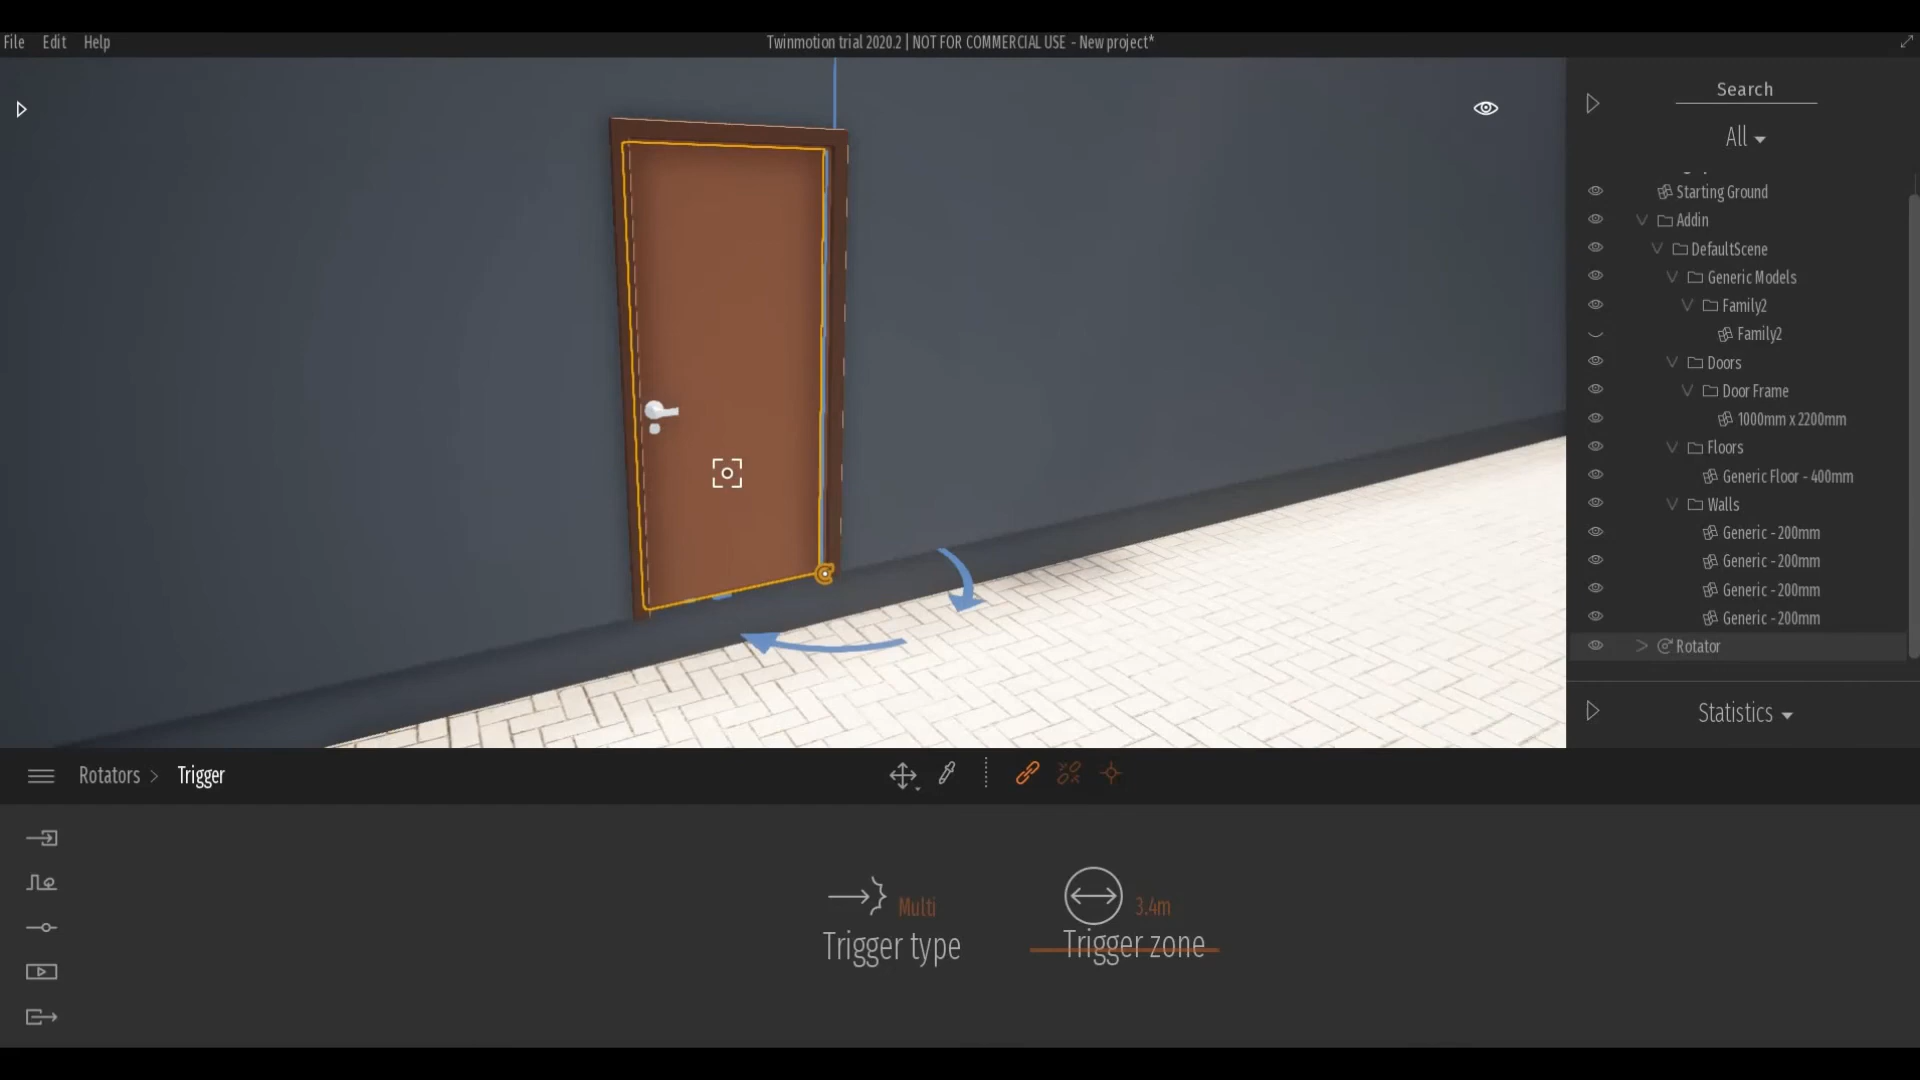 File Edit Help
Twinmotion trial 2020.2 | NOT FOR COMMERCIAL USE - New project*
Search
All
Starting Ground
Addin
DefaultScene
Generic Models
Family2
Family2
Doors
Door Frame
1000mm x 2200mm
Floors
Generic Floor - 400mm
Walls
Generic - 200mm
Generic - 200mm
Generic - 200mm
Generic - 200mm
Rotator
Statistics
Rotators > Trigger
Multi
Trigger type
3.4m
Trigger zone